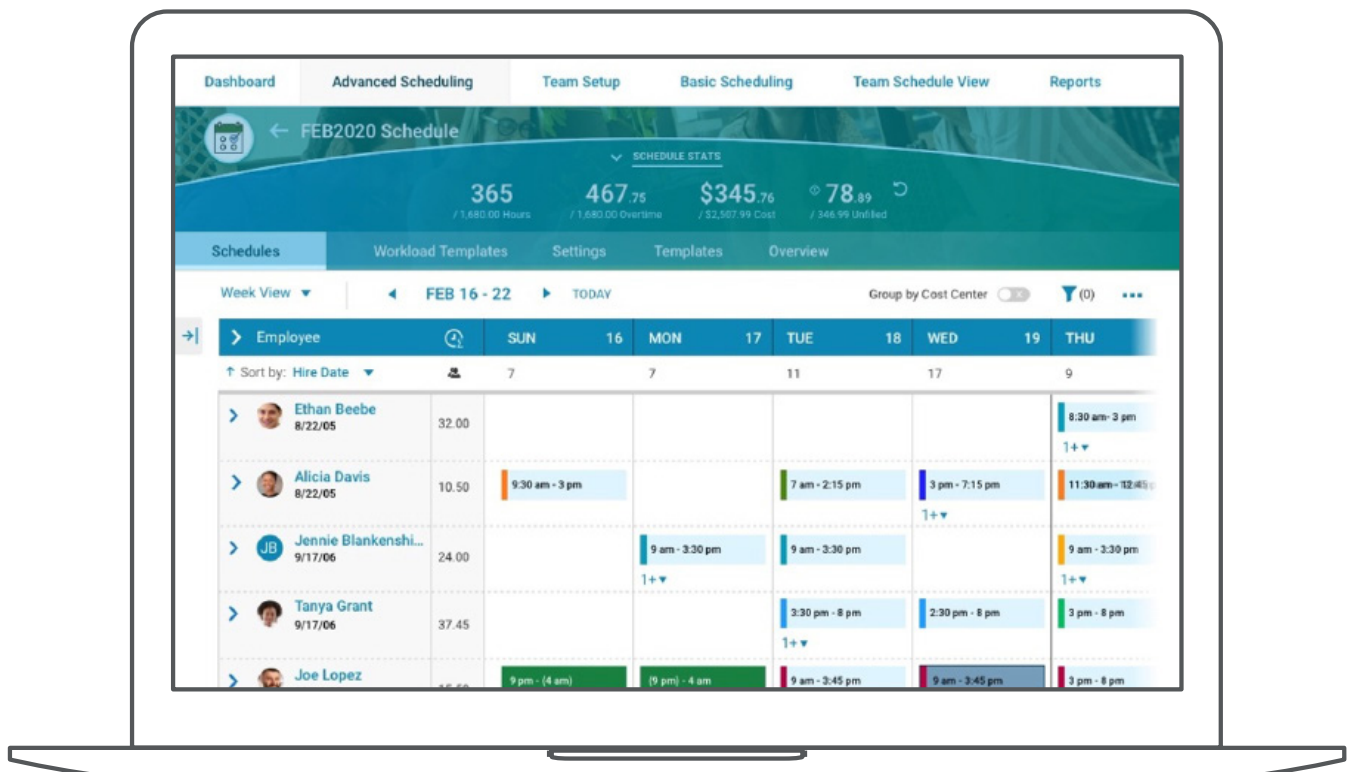 Dashboard Advanced Scheduling Team Setup Basic Scheduling Team Schedule View Reports
FEB2020 Schedule
SCHEDULE STATS
365 467.75 $345.76 78.89
/ 1,680.00 Hours / 1,680.00 Overtime / $2,507.99 Cost / 346.99 Unfilled
Schedules Workload Templates Settings Templates Overview
Week View FEB 16 - 22 TODAY Group by Cost Center (0)
Employee SUN 16 MON 17 TUE 18 WED 19 THU
Sort by: Hire Date 7 7 11 17 9
Ethan Beebe 8:30 am- 3 pm
8/22/05 32.00
1+
Alicia Davis 9:30 am - 3 pm 7 am - 2:15 pm 3 pm - 7:15 pm 11:30 am - 12:45
8/22/05 10.50
1+
Jennie Blankenshi... 9 am - 3:30 pm 9 am - 3:30 pm 9 am - 3:30 pm
JB 9/17/06 24.00
1+ 1+
Tanya Grant 3:30 pm - 8 pm 2:30 pm - 8 pm 3 pm - 8 pm
9/17/06 37.45
1+
Joe Lopez 9 pm - (4 am) (9 pm) - 4 am 9 am - 3:45 pm 9 am - 3:45 pm 3 pm - 8 pm